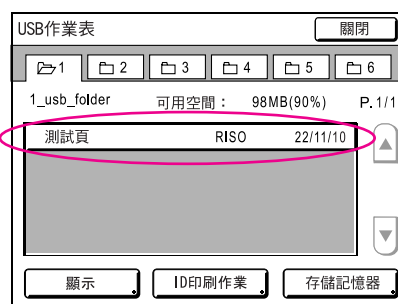 USB作業表 關閉
1 2 3 4 5 6
1_usb_folder 可用空間： 98MB(90%) P.1/1
測試頁 RISO 22/11/10
顯示 ID印刷作業 存儲記憶器